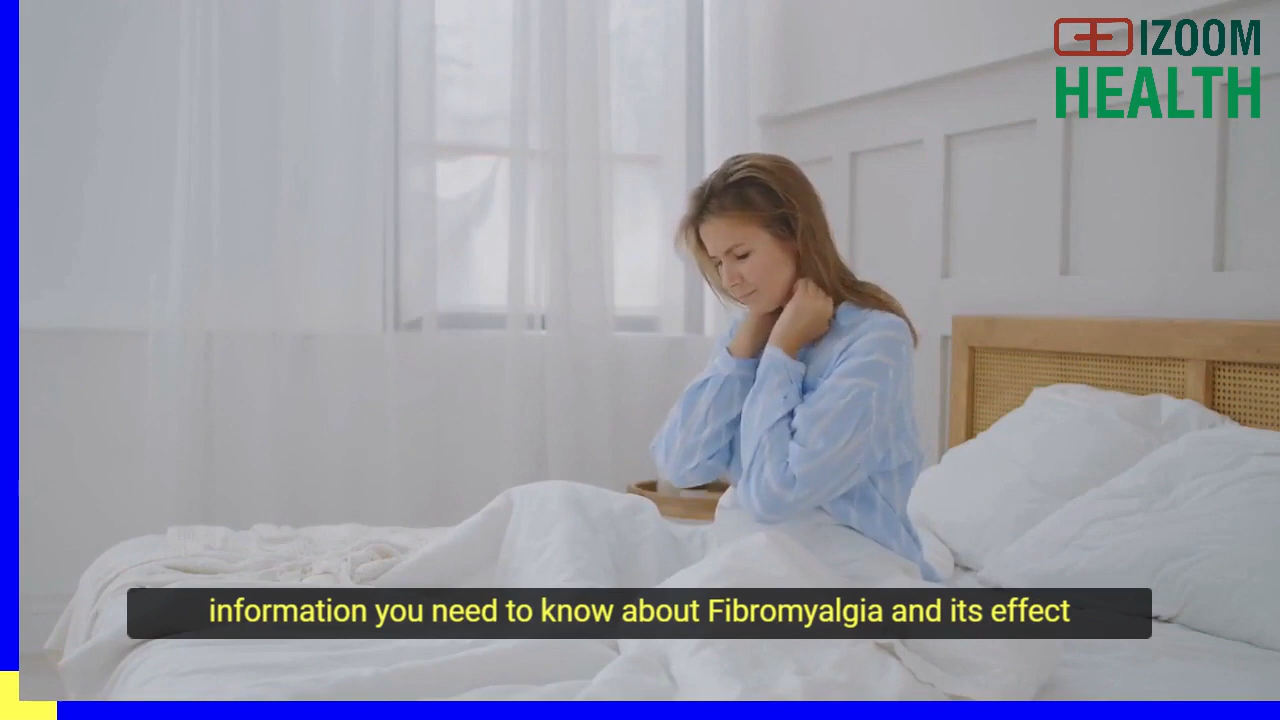 IZOOM
HEALTH
information you need to know about Fibromyalgia and its effect